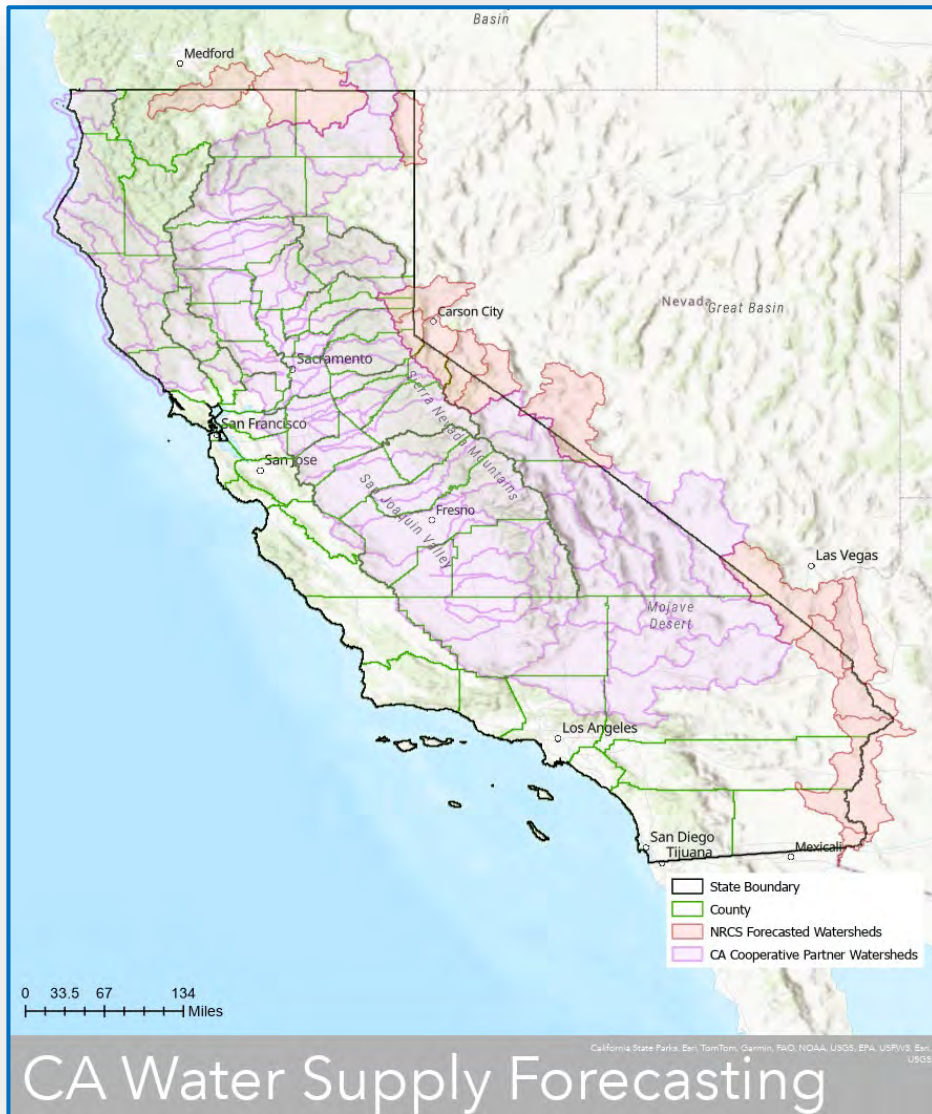 Basin
Medford
Carson City
Nevada
Great Basin
Sacramento
Sierra Nevada Mountains
San Francisco
San Jose
San Joaquin Valley
Fresno
Las Vegas
Mojave
Desert
Los Angeles
San Diego
Tijuana
Mexicali
State Boundary
County
NRCS Forecasted Watersheds
CA Cooperative Partner Watersheds
0 33.5 67 134
Miles
California State Parks, Esri, TomTom, Garmin, FAO, NOAA, USGS, EPA, USFWS, Esri,
USGS
CA Water Supply Forecasting